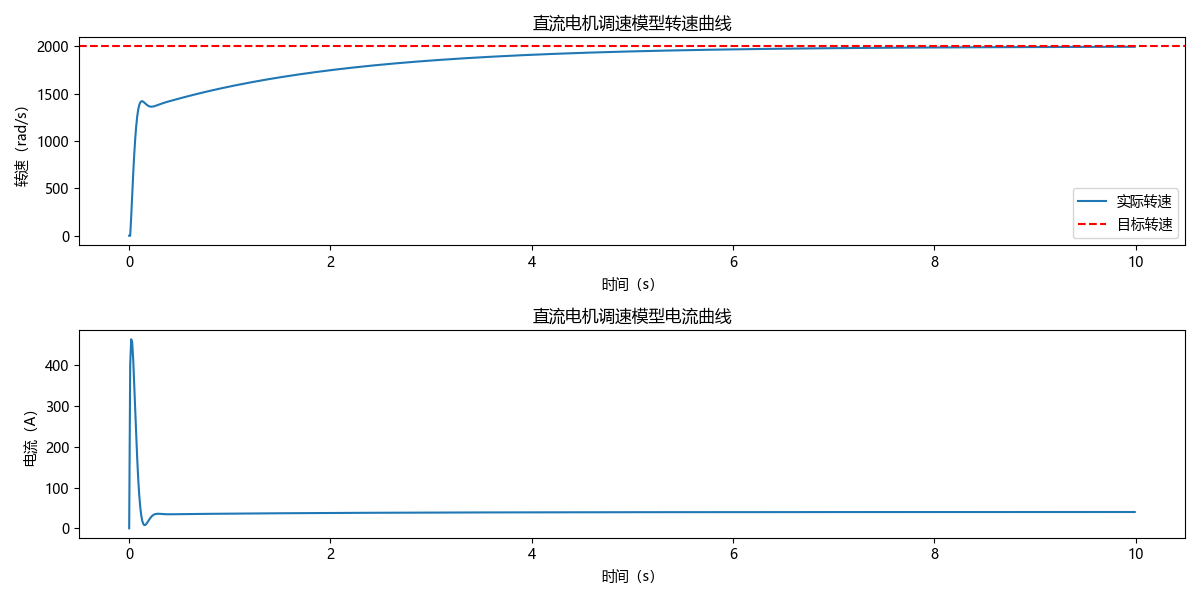 直流电机调速模型转速曲线
2000
1500
1000
500
0
转速（rad/s）
实际转速
目标转速
0 2 4 6 8 10
时间（s）
直流电机调速模型电流曲线
400
300
200
100
0
电流（A）
0 2 4 6 8 10
时间（s）